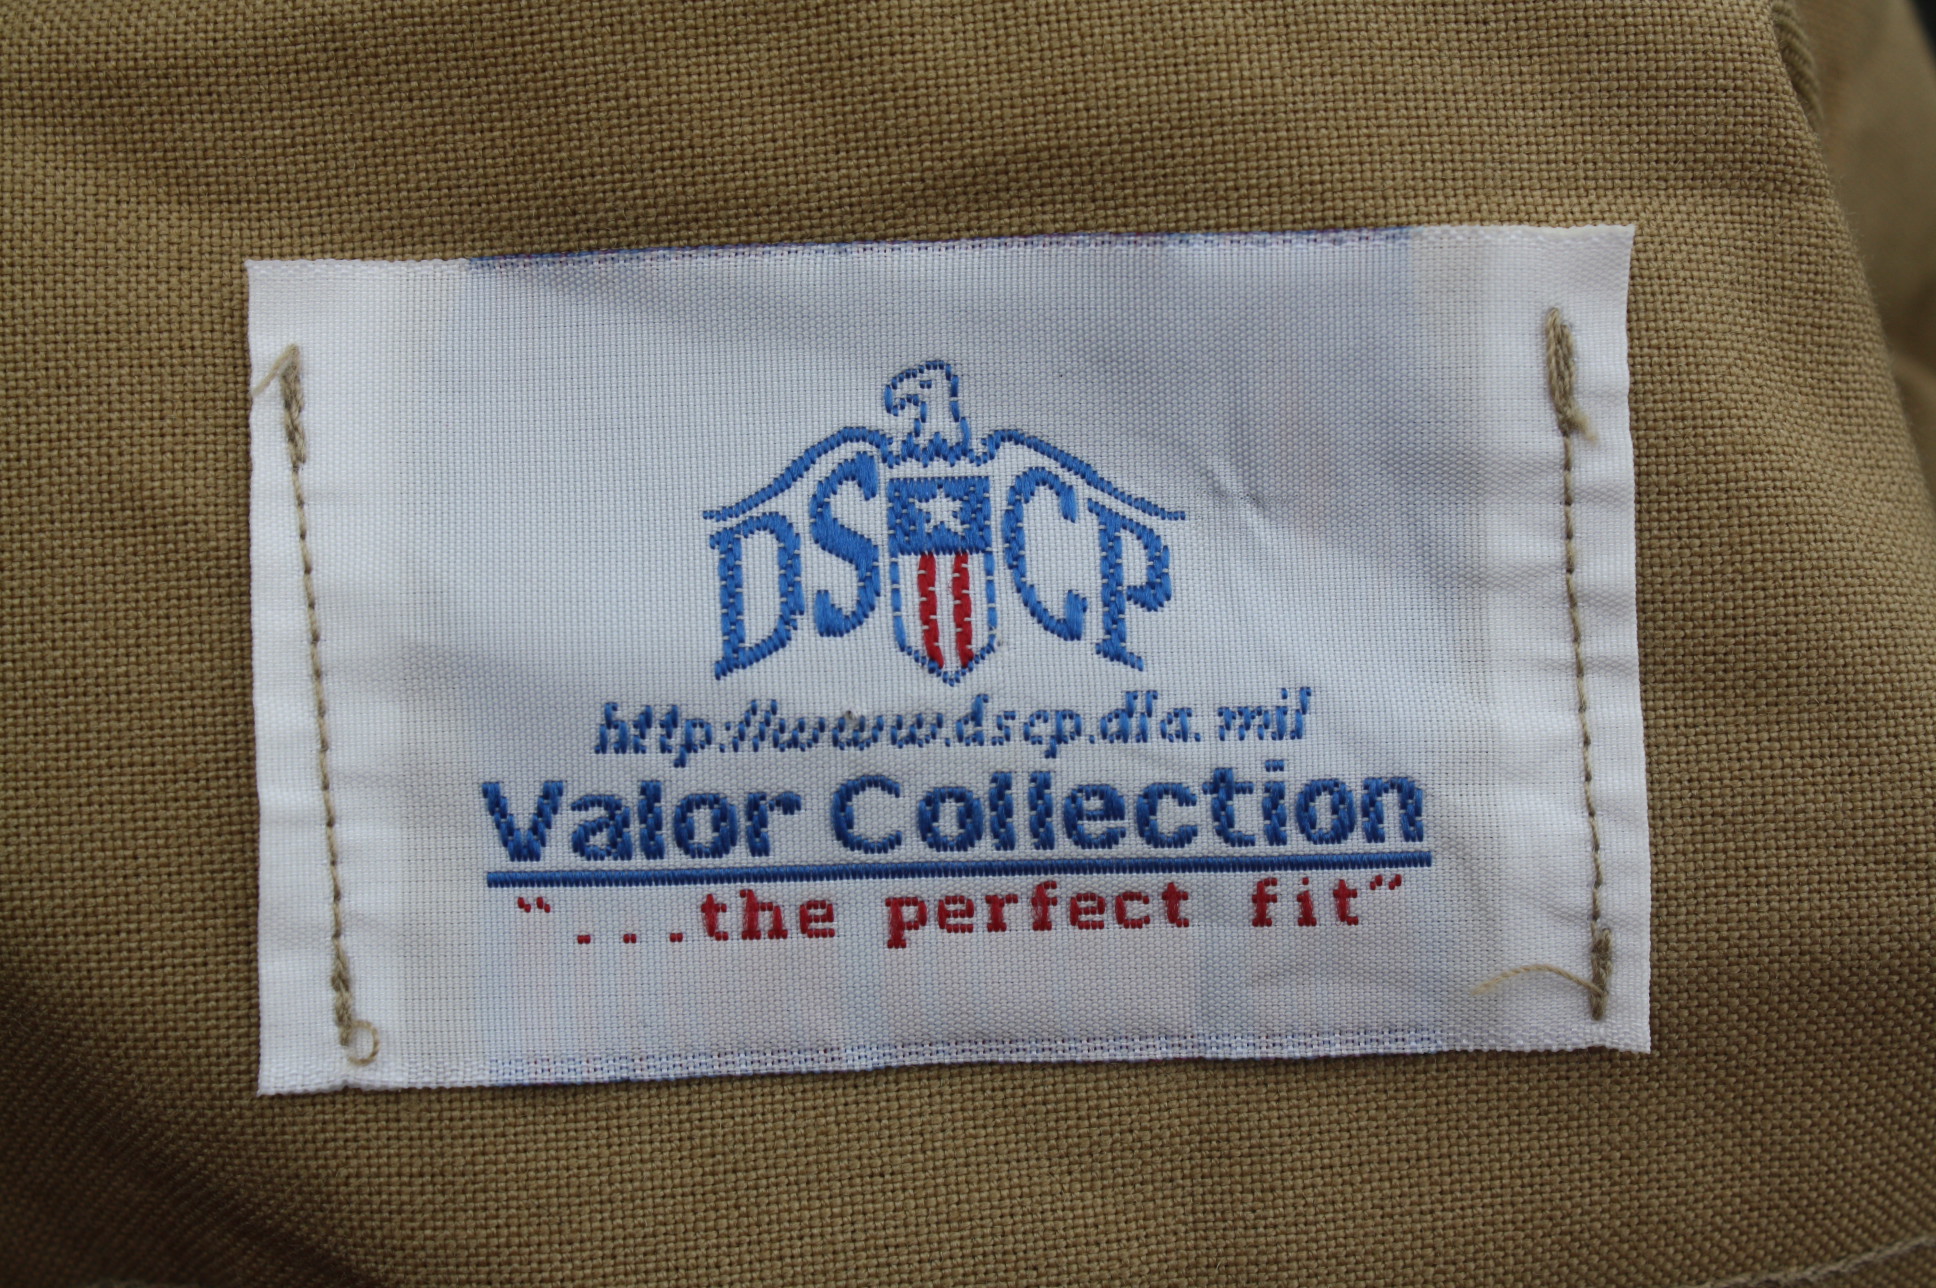 DSCP
http://www.dscp.dla.mil
Valor Collection
“...the perfect fit“